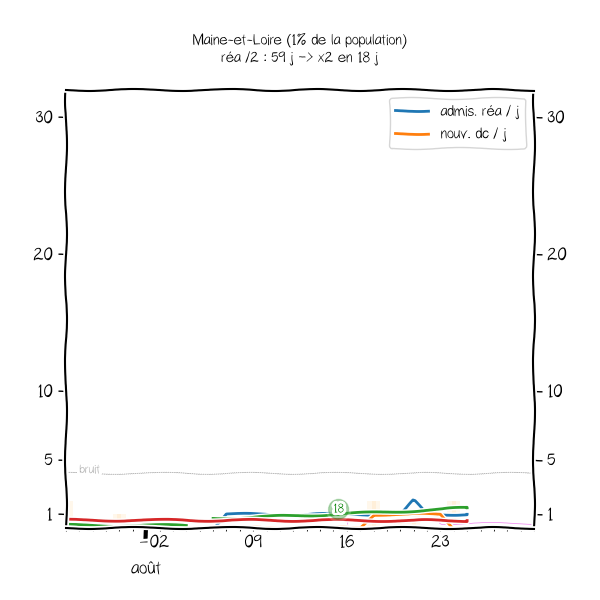 Maine-et-Loire (1% de la population)
réa /2 : 59 j -> x2 en 18 j
admis. réa / j
nouv. dc / j
30
30
20
20
10
10
5
5
bruit
18
1
1
02
09
16
23
août